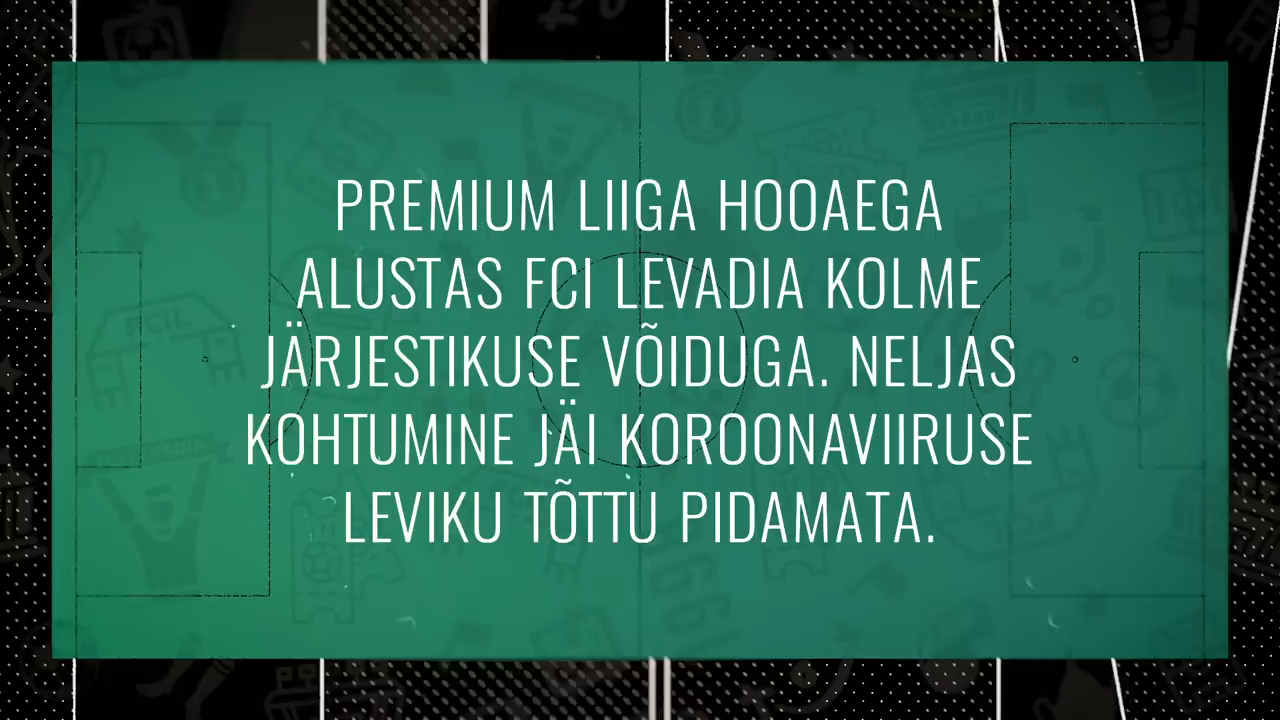 PREMIUM LIIGA HOOAEGA
ALUSTAS FCI LEVADIA KOLME
JÄRJESTIKUSE VÕIDUGA. NELJAS
KOHTUMINE JÄI KOROONAVIIRUSE
LEVIKU TÕTTU PIDAMATA.